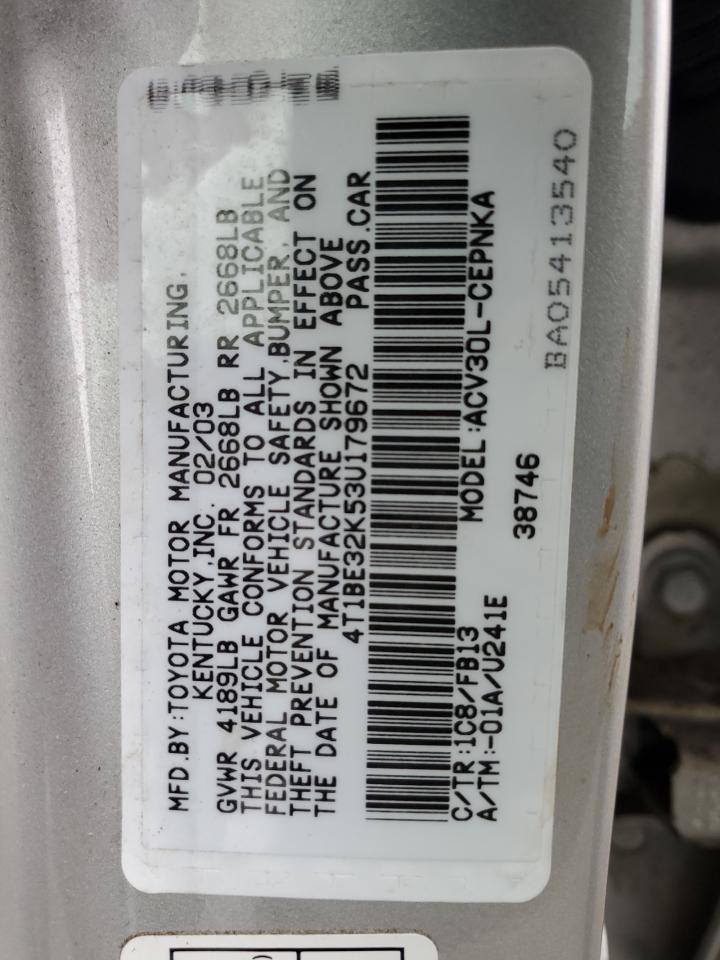 MFD.BY:TOYOTA MOTOR MANUFACTURING,
KENTUCKY,INC. 02/03
GVWR 4189LB GAWR FR 2668LB RR 2668LB
THIS VEHICLE CONFORMS TO ALL APPLICABLE
FEDERAL MOTOR VEHICLE SAFETY,BUMPER, AND
THEFT PREVENTION STANDARDS IN EFFECT ON
THE DATE OF MANUFACTURE SHOWN ABOVE
4T1BE32K53U179672 PASS.CAR
C/TR:1C8/FB13 MODEL:ACV30L-CEPNKA
A/TM:-01A/U241E
38746
BA05413540